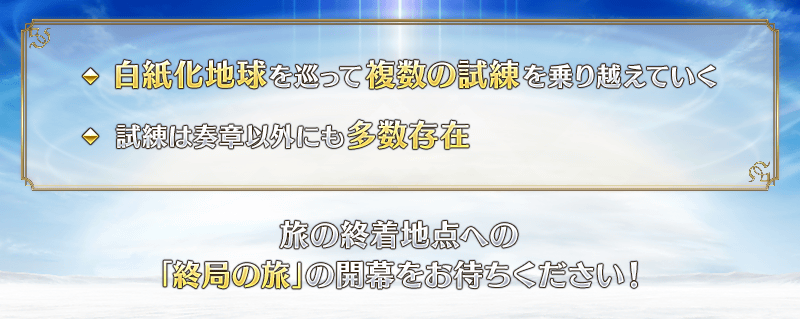 白紙化地球を巡って複数の試練を乗り越えていく
試練は奏章以外にも多数存在
旅の終着地点への
「終局の旅」の開幕をお待ちください！